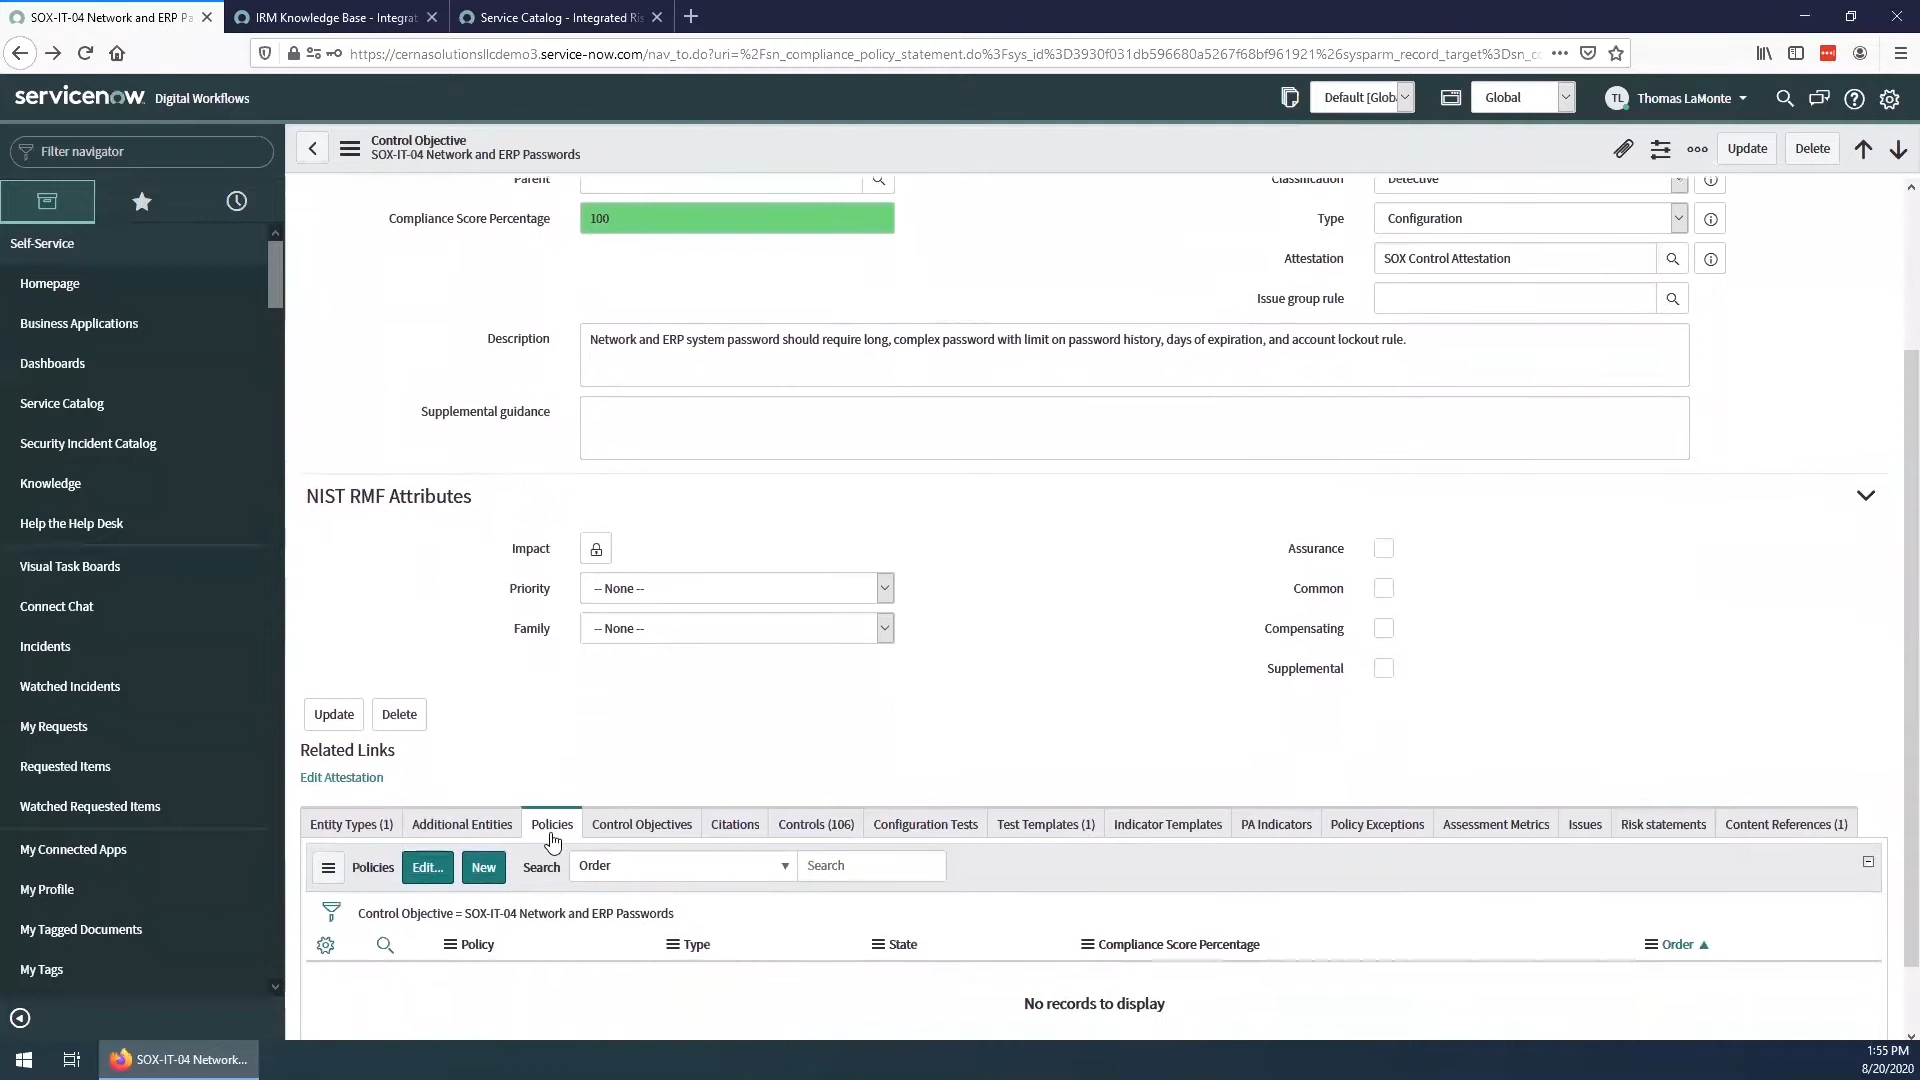 SOX-IT-04 Network and ERP Pa
IRM Knowledge Base - Integrat
Service Catalog - Integrated Ris
https://cernasolutionsllcdemo3.service-now.com/nav_to.do?uri=%2Fsn_compliance_policy_statement.do%3Fsys_id%3D3930f031db596680a5267f68bf961921%26sysparm_record_target%3Dsn_c
servicenow Digital Workflows
Default [Globa
Global
TL Thomas LaMonte
Filter navigator
Control Objective
SOX-IT-04 Network and ERP Passwords
Update
Delete
Self-Service
Homepage
Business Applications
Dashboards
Service Catalog
Security Incident Catalog
Knowledge
Help the Help Desk
Visual Task Boards
Connect Chat
Incidents
Watched Incidents
My Requests
Requested Items
Watched Requested Items
My Connected Apps
My Profile
My Tagged Documents
My Tags
Parent
Classification Detective
Compliance Score Percentage 100
Type Configuration
Attestation SOX Control Attestation
Issue group rule
Description Network and ERP system password should require long, complex password with limit on password history, days of expiration, and account lockout rule.
Supplemental guidance
NIST RMF Attributes
Impact
Assurance
Priority -- None --
Common
Family -- None --
Compensating
Supplemental
Update Delete
Related Links
Edit Attestation
Entity Types (1) Additional Entities Policies Control Objectives Citations Controls (106) Configuration Tests Test Templates (1) Indicator Templates PA Indicators Policy Exceptions Assessment Metrics Issues Risk statements Content References (1)
Policies Edit... New Search Order Search
Control Objective = SOX-IT-04 Network and ERP Passwords
Policy Type State Compliance Score Percentage Order
No records to display
SOX-IT-04 Network...
1:55 PM
8/20/2020